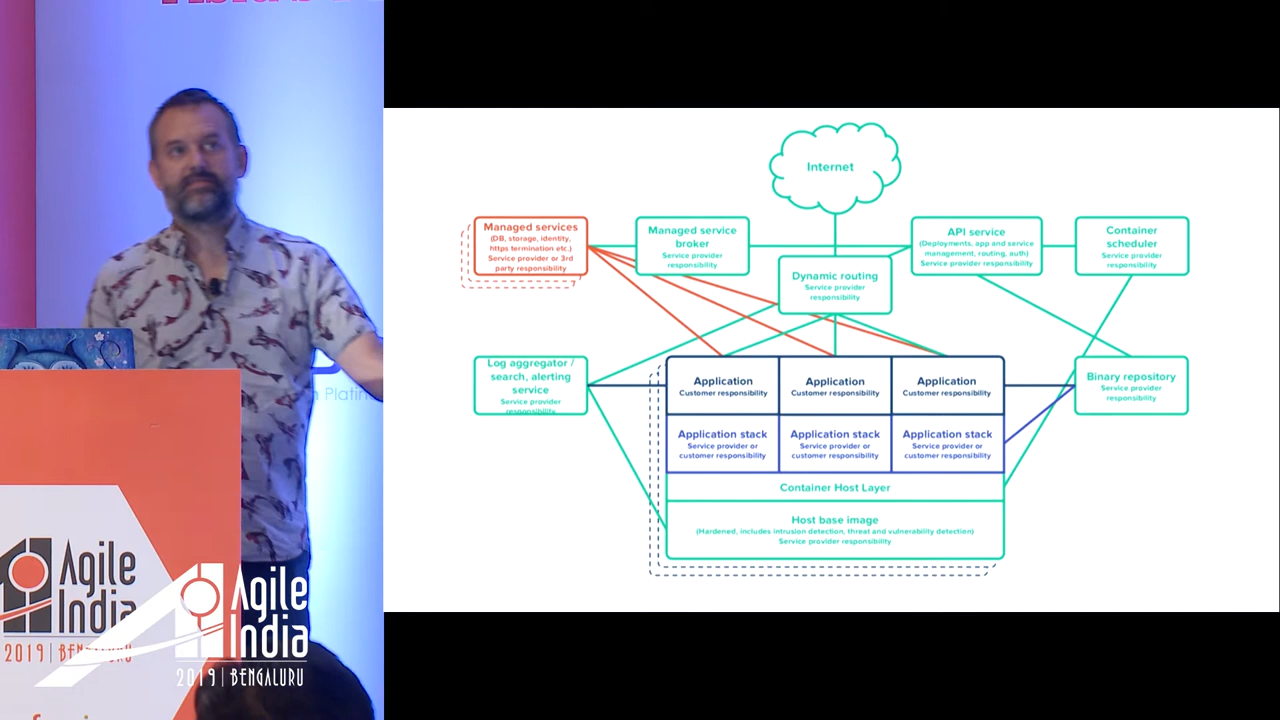 Internet
Managed services
(DB, storage, identity,
https termination etc.)
Service provider or 3rd
party responsibility
Managed service
broker
Service provider
responsibility
Dynamic routing
Service provider
responsibility
API service
(Deployments, app and service
management, routing, auth)
Service provider responsibility
Container
scheduler
Service provider
responsibility
Log aggregator /
search, alerting
service
Service provider
responsibility
Application
Customer responsibility
Application
Customer responsibility
Application
Customer responsibility
Binary repository
Service provider
responsibility
Application stack
Service provider or
customer responsibility
Application stack
Service provider or
customer responsibility
Application stack
Service provider or
customer responsibility
Container Host Layer
Host base image
(Hardened, includes intrusion detection, threat and vulnerability detection)
Service provider responsibility
Agile
India
2019 | BENGALURU
Agile
India
2019 | BENGALURU